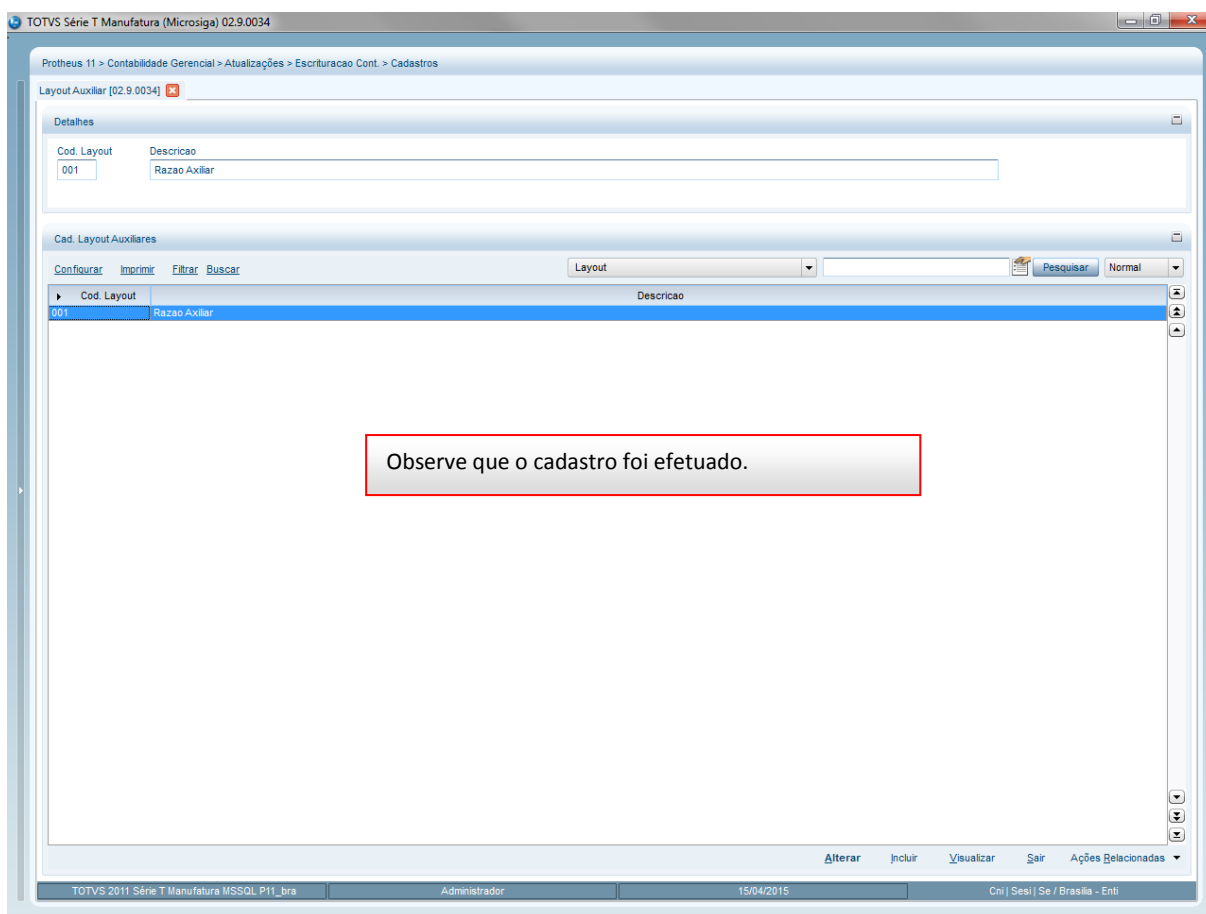 TOTVS Série T Manufatura (Microsiga) 02.9.0034
Protheus 11 > Contabilidade Gerencial > Atualizações > Escrituracao Cont. > Cadastros
Layout Auxiliar [02.9.0034]
Detalhes
Cod. Layout Descricao
001 Razao Axiliar
Cad. Layout Auxiliares
Configurar Imprimir Filtrar Buscar Layout Pesquisar Normal
Cod. Layout Descricao
001 Razao Axiliar
Observe que o cadastro foi efetuado.
Alterar Incluir Visualizar Sair Ações Relacionadas
TOTVS 2011 Série T Manufatura MSSQL P11_bra Administrador 15/04/2015 Cni | Sesi | Se / Brasilia - Enti